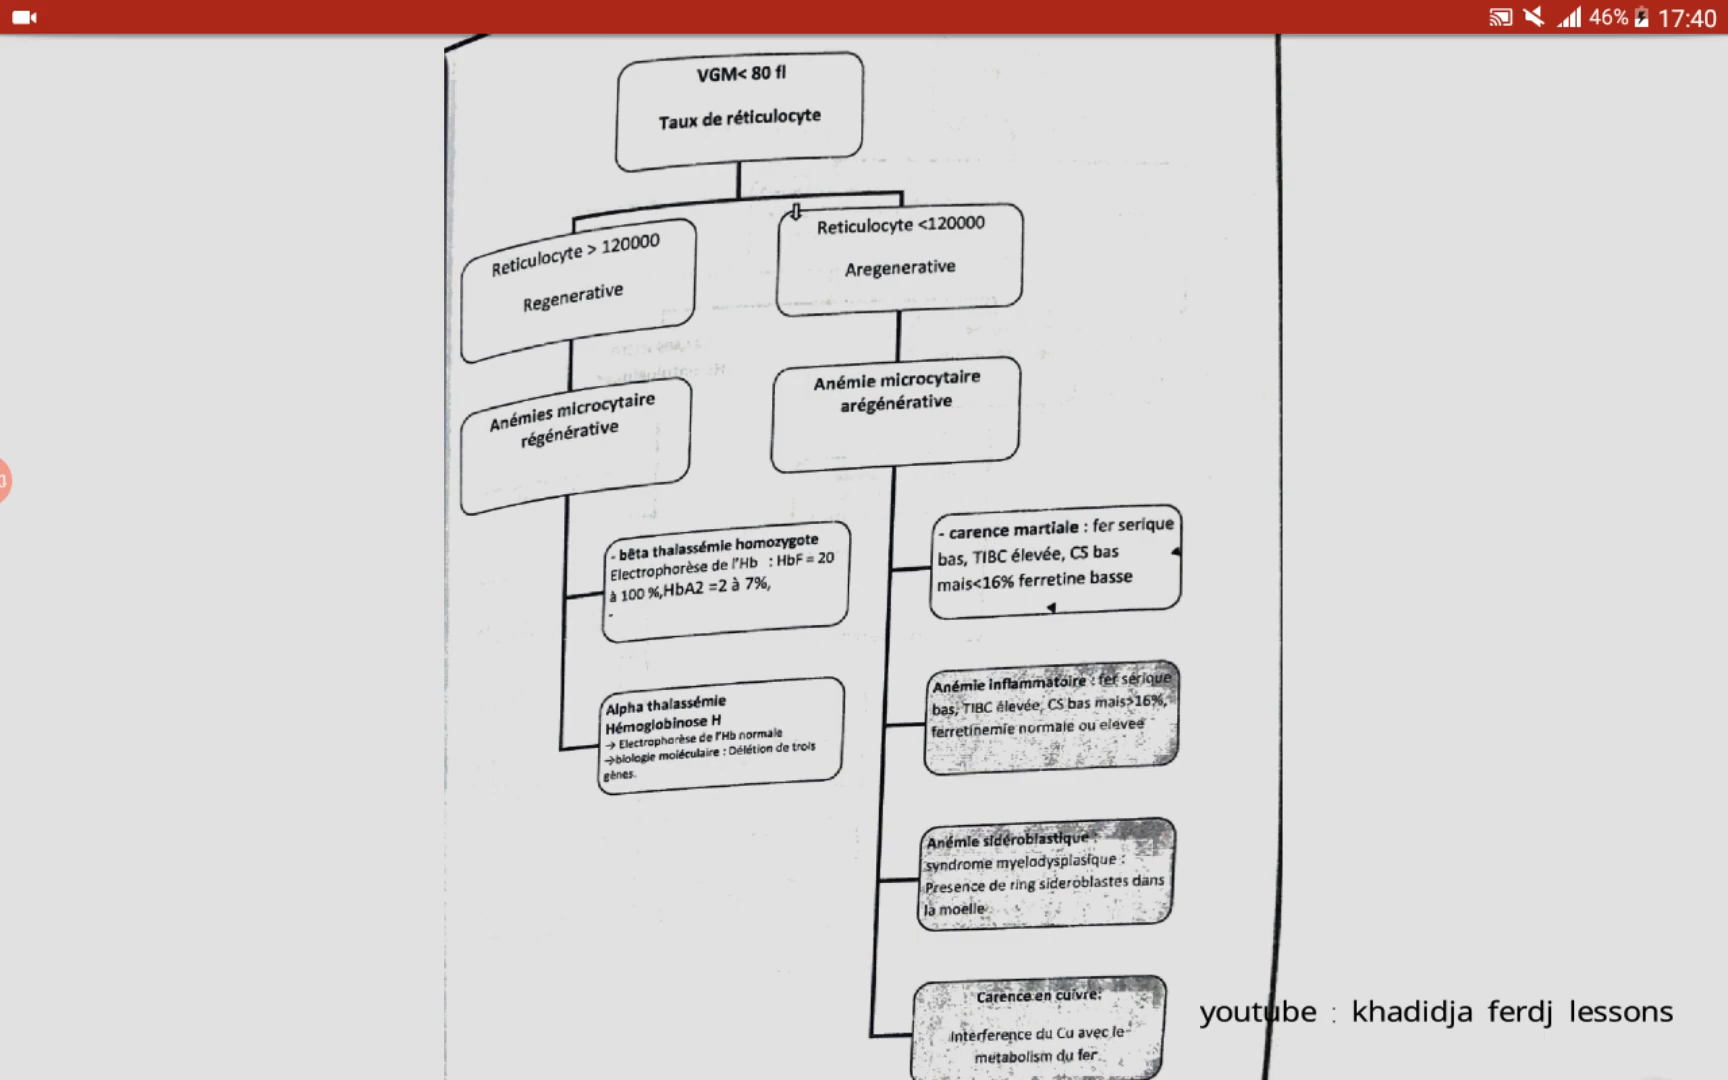 46% 17:40
VGM< 80 fl
Taux de réticulocyte
Reticulocyte > 120000
Regenerative
Reticulocyte <120000
Aregenerative
Anémies microcytaire
régénérative
Anémie microcytaire
arégénérative
- bêta thalassémie homozygote
Electrophorèse de l'Hb : HbF = 20
à 100 %,HbA2 =2 à 7%,
-
Alpha thalassémie
Hémoglobinose H
→ Electrophorèse de l'Hb normale
→biologie moléculaire : Délétion de trois
gènes.
- carence martiale : fer serique
bas, TIBC élevée, CS bas
mais<16% ferretine basse
Anémie inflammatoire : fer sérique
bas, TIBC élevée, CS bas mais>16%,
ferretinemie normale ou elevee
Anémie sidéroblastique :
syndrome myelodysplasique :
Presence de ring sideroblastes dans
la moelle
Carence en cuivre:
Interference du Cu avec le
metabolism du fer.
youtube : khadidja ferdj lessons